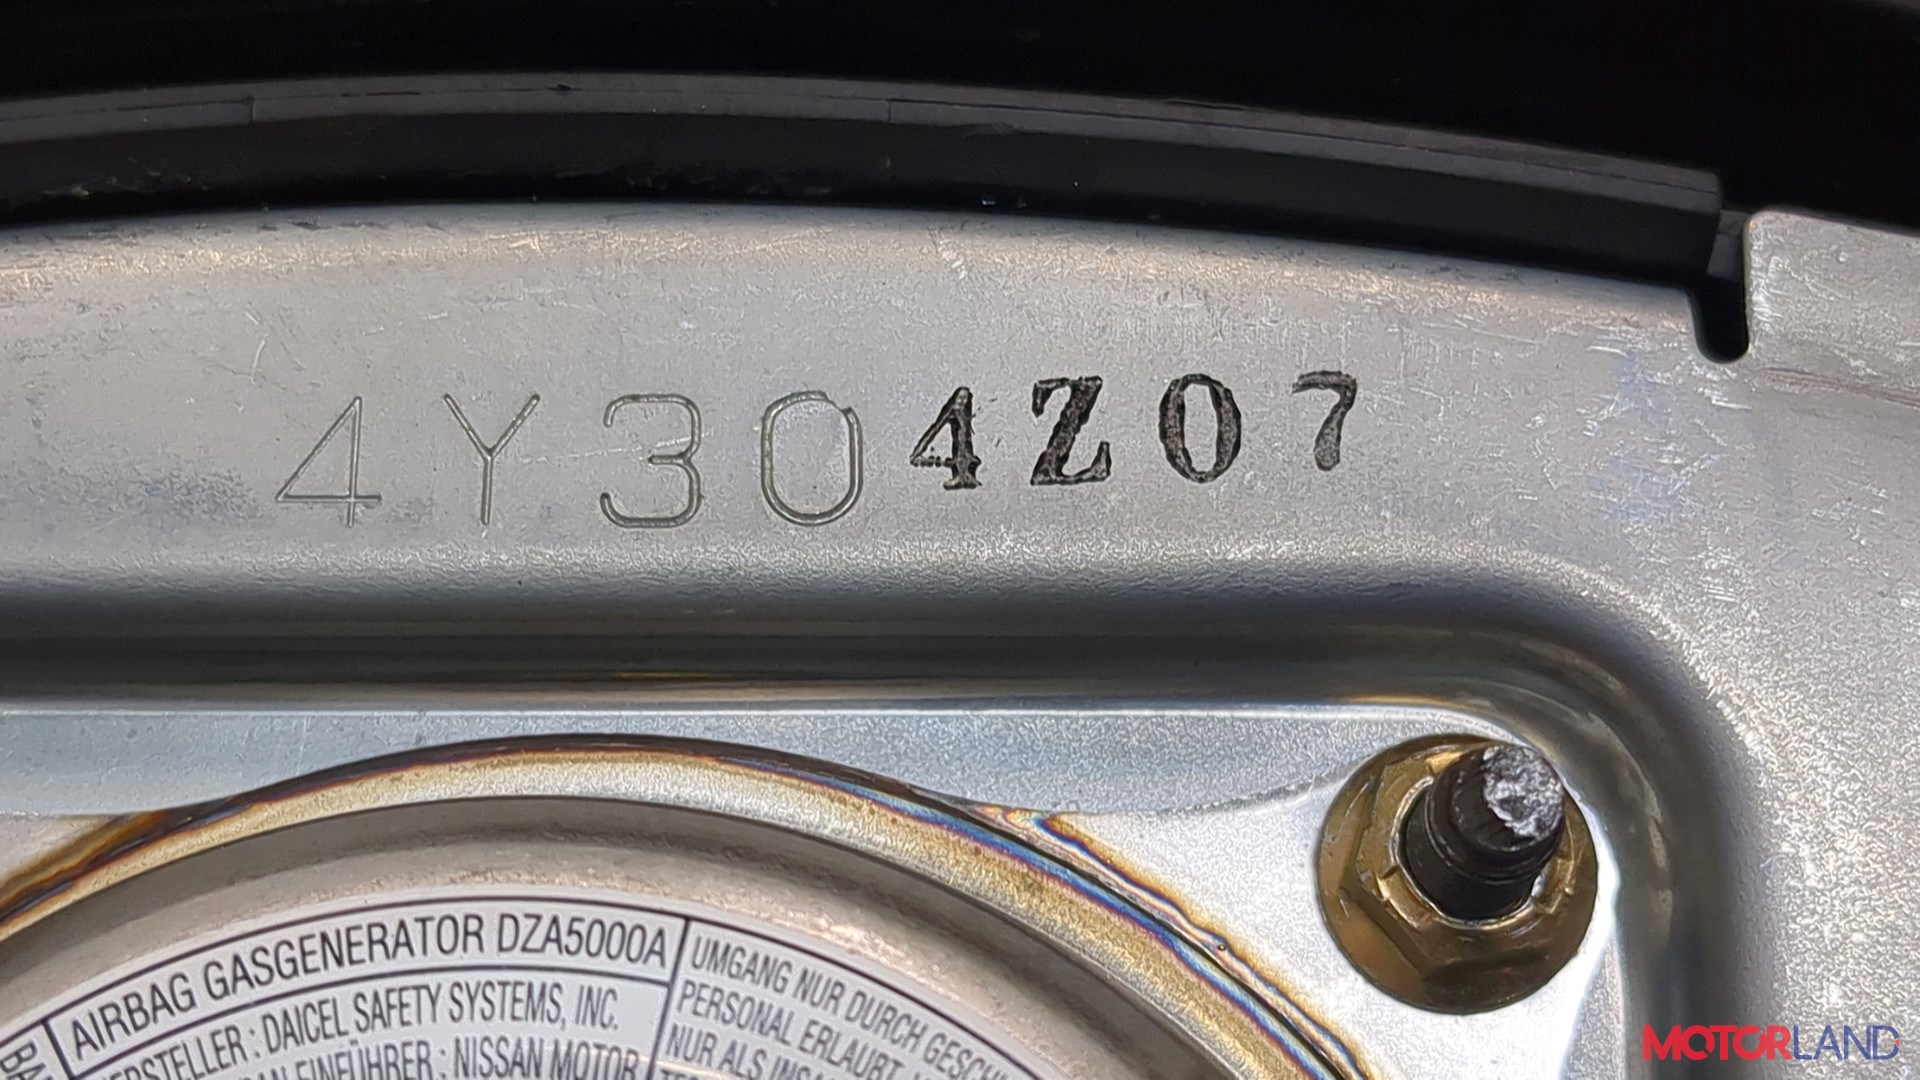 4Y30 4Z07
AIRBAG GASGENERATOR DZA5000A
: DAICEL SAFETY SYSTEMS, INC.
EINFÜHRER : NISSAN MOTOR
UMGANG NUR DURCH
PERSONAL ERLAUBT.
NUR ALS
MOTORLAND